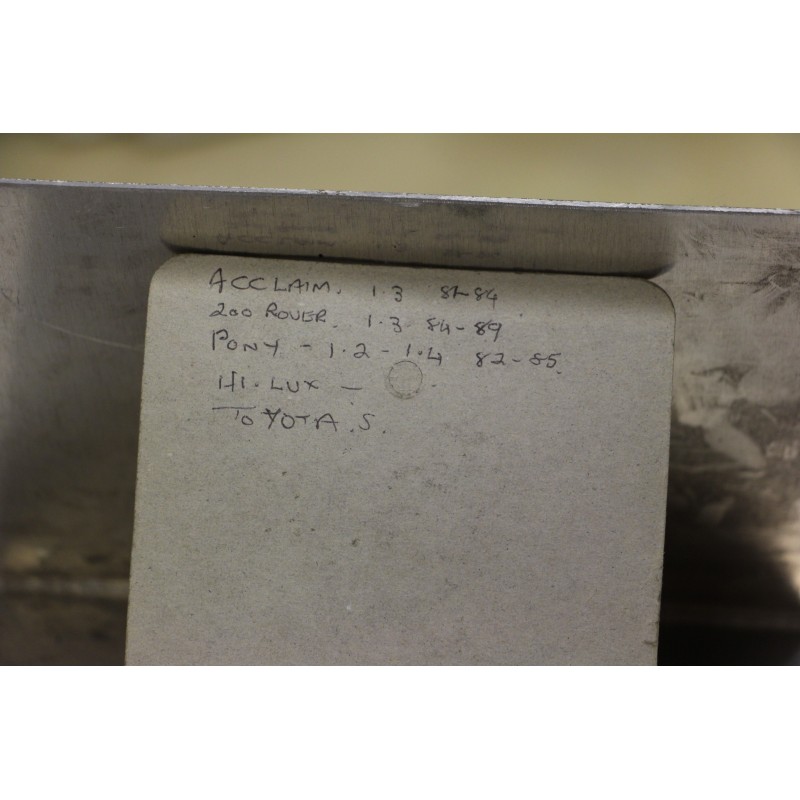 ACCLAIM. 1.3 81-84
200 ROVER. 1.3 84-89
PONY - 1.2 - 1.4 82-85.
HI-LUX -
TOYOTA.S.